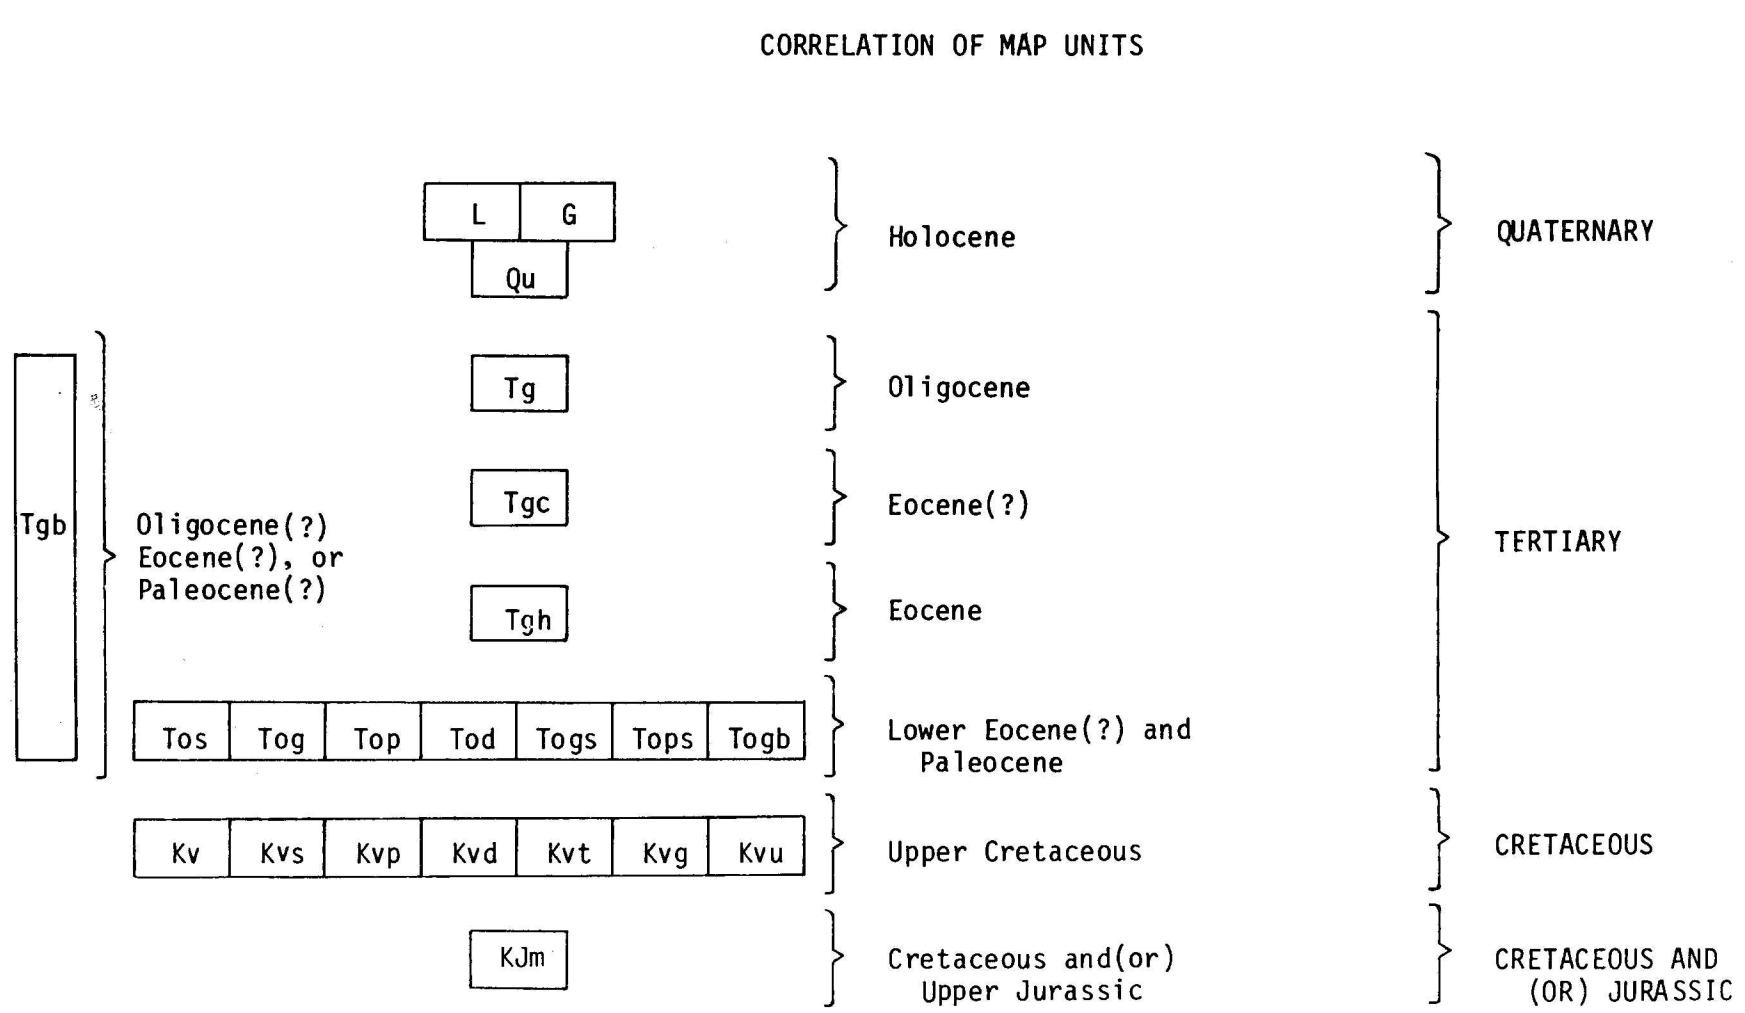 CORRELATION OF MAP UNITS
L G
Holocene
QUATERNARY
Qu
Tg
Oligocene
Tgc
Eocene(?)
Tgb
Oligocene(?)
Eocene(?), or
Paleocene(?)
TERTIARY
Tgh
Eocene
Tos Tog Top Tod Togs Tops Togb
Lower Eocene(?) and
Paleocene
Kv Kvs Kvp Kvd Kvt Kvg Kvu
Upper Cretaceous
CRETACEOUS
KJm
Cretaceous and(or)
Upper Jurassic
CRETACEOUS AND
(OR) JURASSIC